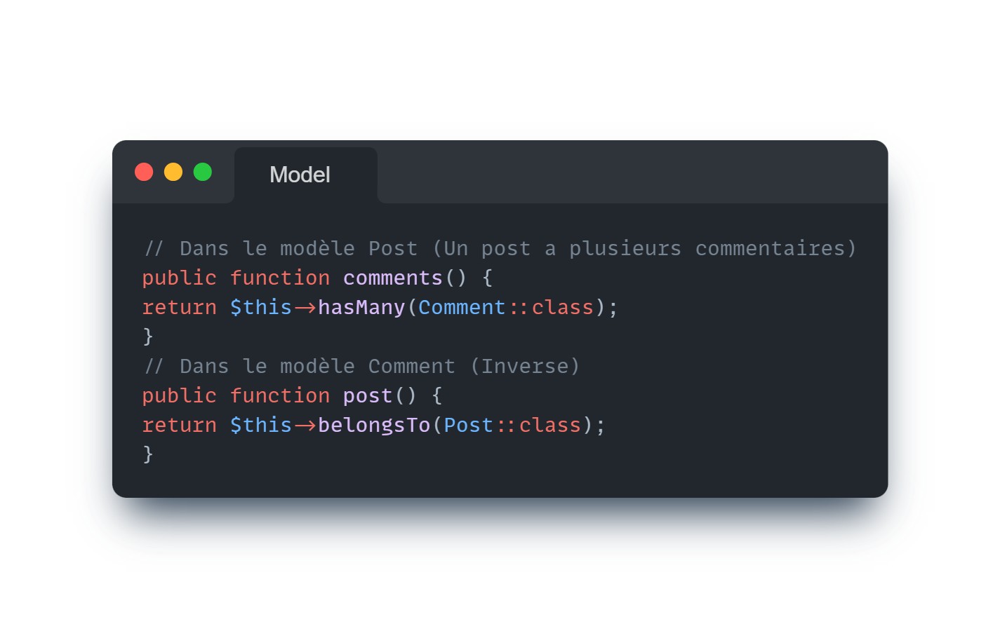 Model
// Dans le modèle Post (Un post a plusieurs commentaires)
public function comments() {
return $this->hasMany(Comment::class);
}
// Dans le modèle Comment (Inverse)
public function post() {
return $this->belongsTo(Post::class);
}